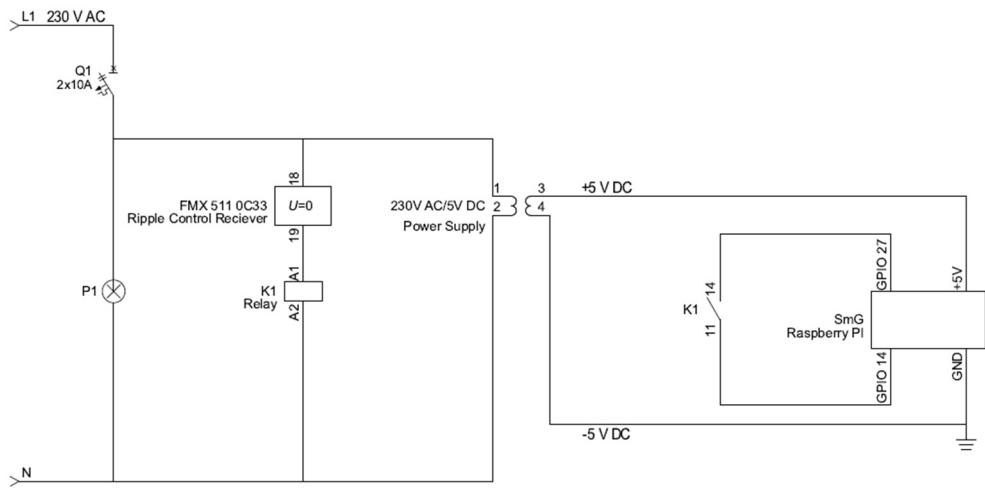 L1 230 V AC
Q1
2x10A
18
FMX 511 0C33
Ripple Control Reciever
U=0
19
A1
K1
Relay
A2
P1
230V AC/5V DC
Power Supply
1
2
3
4
+5 V DC
K1
14
11
GPIO 27
+5V
SmG
Raspberry PI
GPIO 14
GND
-5 V DC
N